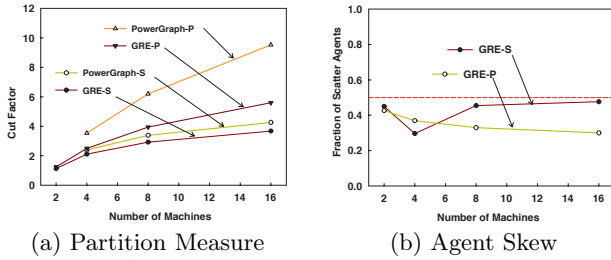 PowerGraph-P
GRE-P
PowerGraph-S
GRE-S
Cut Factor
12
10
8
6
4
2
0
2 4 6 8 10 12 14 16
Number of Machines
(a) Partition Measure
GRE-S
GRE-P
Fraction of Scatter Agents
1.0
0.8
0.6
0.4
0.2
0.0
2 4 6 8 10 12 14 16
Number of Machines
(b) Agent Skew